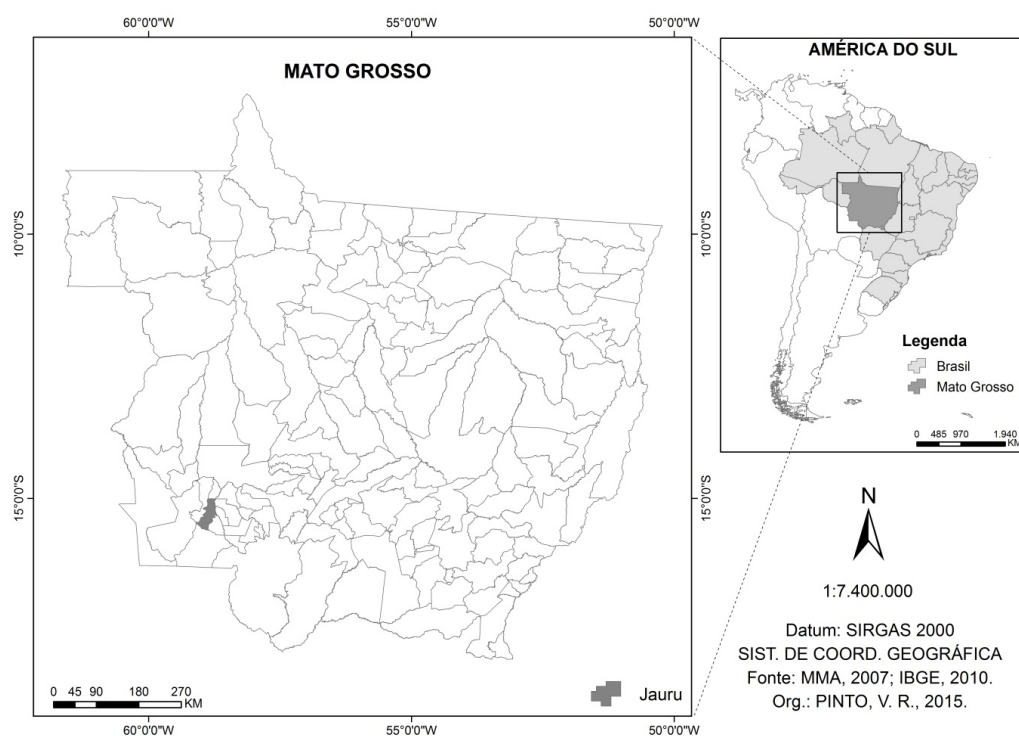 60°0'0"W 55°0'0"W 50°0'0"W
MATO GROSSO
10°0'0"S
15°0'0"S
0 45 90 180 270
KM
Jauru
10°0'0"S
15°0'0"S
60°0'0"W 55°0'0"W 50°0'0"W
AMÉRICA DO SUL
Legenda
Brasil
Mato Grosso
0 485 970 1.940
KM
N
1:7.400.000
Datum: SIRGAS 2000
SIST. DE COORD. GEOGRÁFICA
Fonte: MMA, 2007; IBGE, 2010.
Org.: PINTO, V. R., 2015.